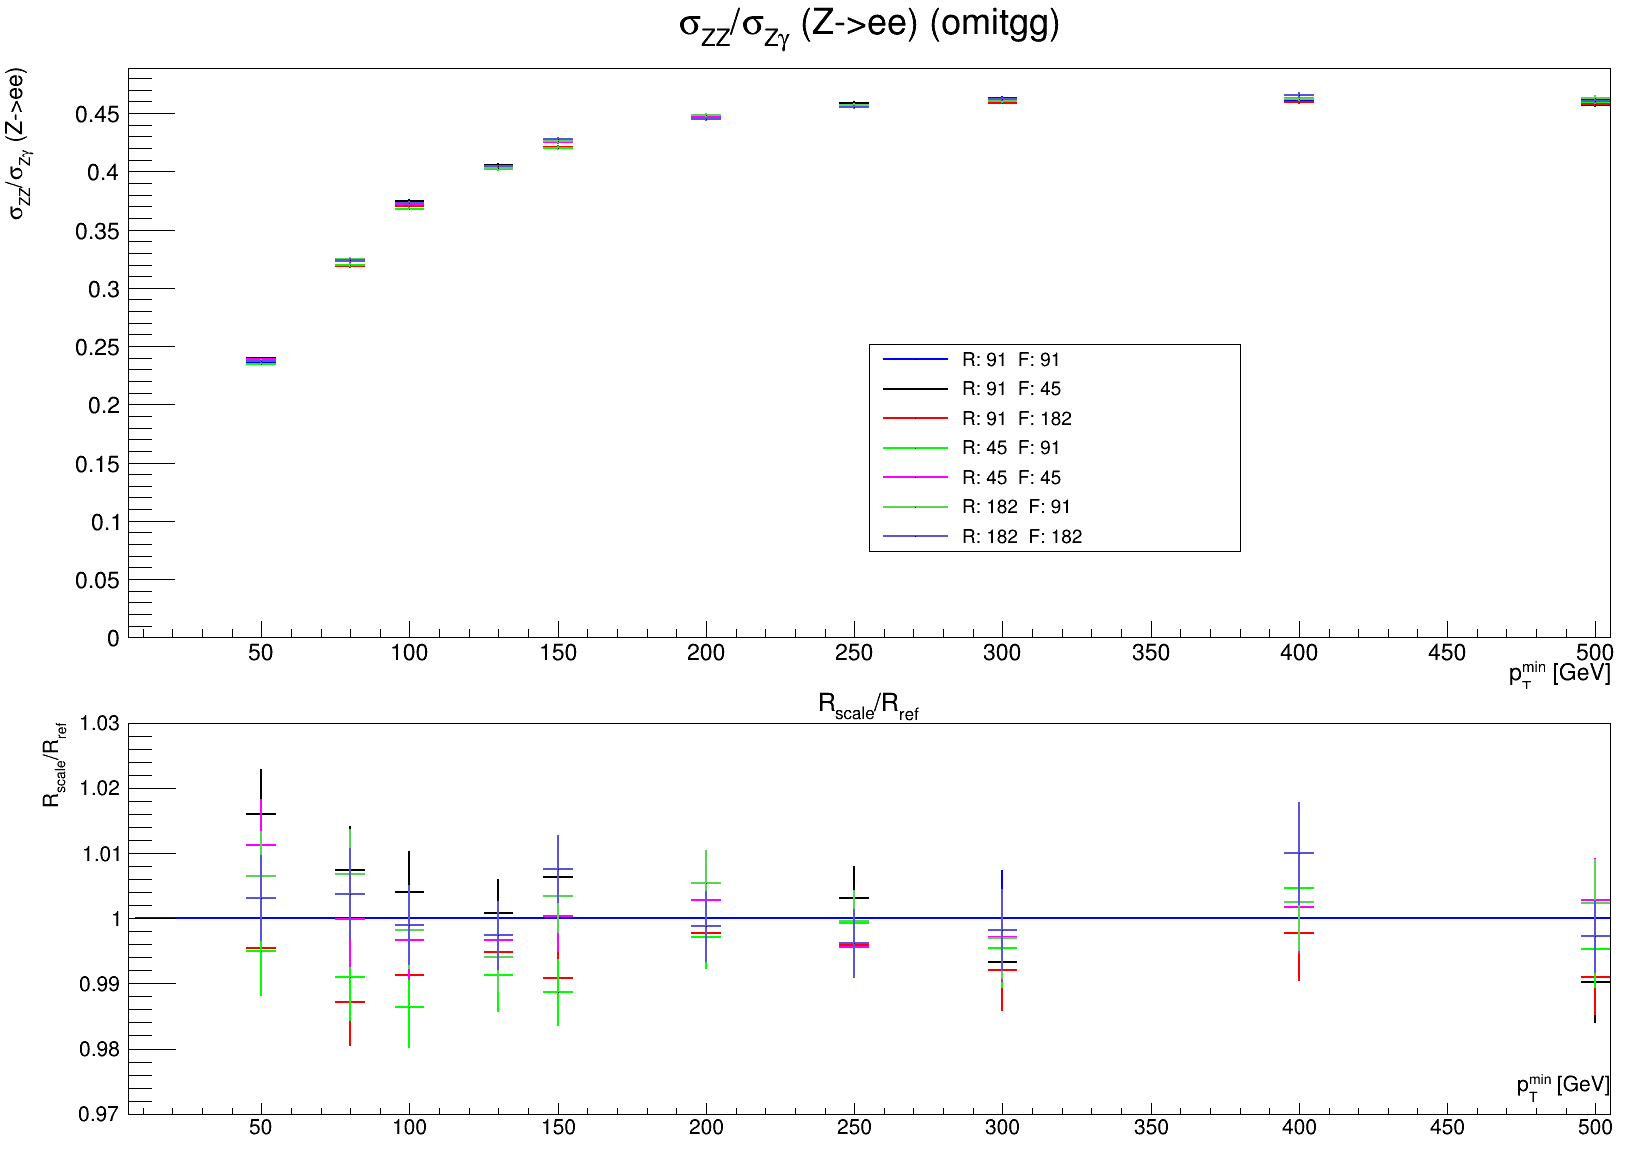 σZZ/σZγ (Z->ee) (omitgg)
σZZ/σZγ (Z->ee)
0.45
0.4
0.35
0.3
0.25
0.2
0.15
0.1
0.05
0
R: 91 F: 91
R: 91 F: 45
R: 91 F: 182
R: 45 F: 91
R: 45 F: 45
R: 182 F: 91
R: 182 F: 182
50 100 150 200 250 300 350 400 450 500
pTmin [GeV]
Rscale/Rref
Rscale/Rref
1.03
1.02
1.01
1
0.99
0.98
0.97
pTmin [GeV]
50 100 150 200 250 300 350 400 450 500